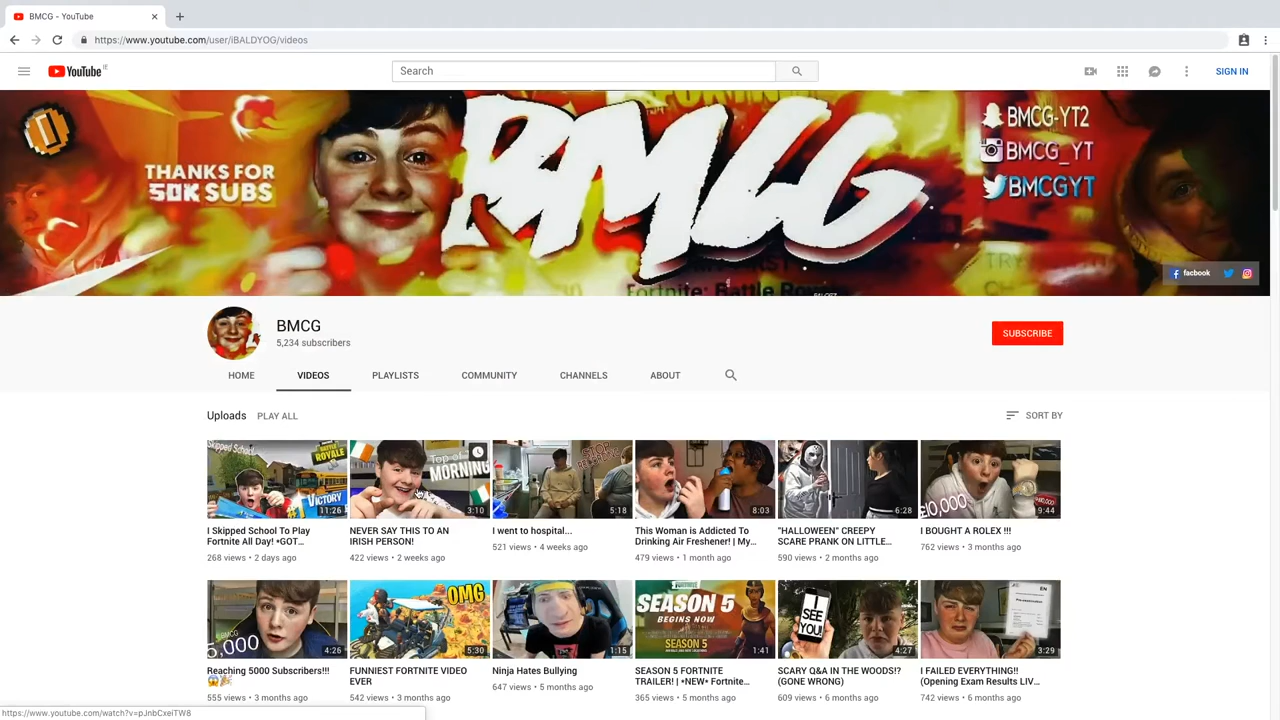 BMCG - YouTube
https://www.youtube.com/user/iBALDYOG/videos
YouTube IE
Search
SIGN IN
THANKS FOR
50K SUBS
BMCG
BMCG-YT2
BMCG_YT
BMCGYT
Fortnite: Battle Ro
facbook
BMCG
5,234 subscribers
SUBSCRIBE
HOME
VIDEOS
PLAYLISTS
COMMUNITY
CHANNELS
ABOUT
Uploads
PLAY ALL
SORT BY
Skipped School
BATTLE
ROYALE
#1 VICTORY
11:26
Top of
MORNING
3:10
5:18
8:03
6:28
£10,000
9:44
I Skipped School To Play
Fortnite All Day! *GOT…
268 views • 2 days ago
NEVER SAY THIS TO AN
IRISH PERSON!
422 views • 2 weeks ago
I went to hospital...
521 views • 4 weeks ago
This Woman is Addicted To
Drinking Air Freshener! | My…
479 views • 1 month ago
"HALLOWEEN" CREEPY
SCARE PRANK ON LITTLE…
590 views • 2 months ago
I BOUGHT A ROLEX !!!
762 views • 3 months ago
BMCG
5,000
4:26
OMG
5:30
1:15
SEASON 5
BEGINS NOW
SEASON 5
1:41
I
SEE
YOU!
4:27
EN
3:29
Reaching 5000 Subscribers!!!
😱🎉
555 views • 3 months ago
FUNNIEST FORTNITE VIDEO
EVER
542 views • 3 months ago
Ninja Hates Bullying
647 views • 5 months ago
SEASON 5 FORTNITE
TRAILER! | *NEW* Fortnite…
365 views • 5 months ago
SCARY Q&A IN THE WOODS!?
(GONE WRONG)
609 views • 6 months ago
I FAILED EVERYTHING!!
(Opening Exam Results LIV…
742 views • 6 months ago
https://www.youtube.com/watch?v=pJnbCxeiTW8